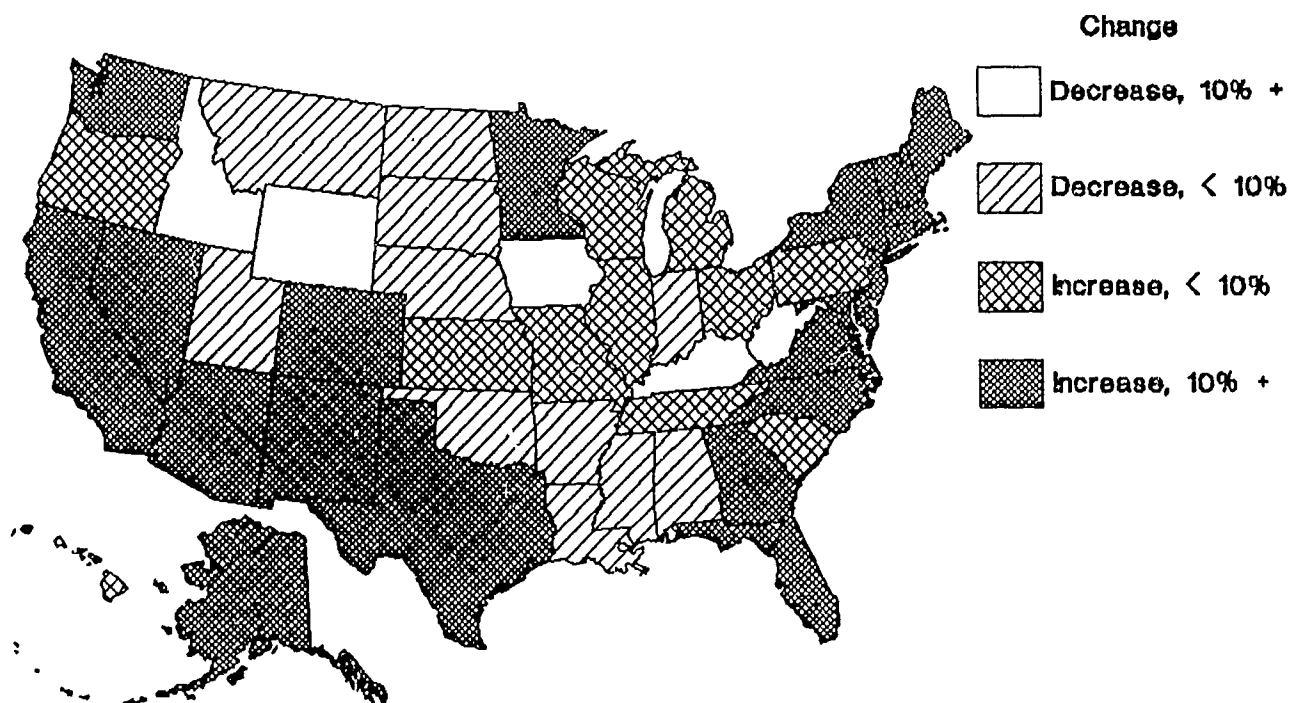 Change
Decrease, 10% +
Decrease, < 10%
Increase, < 10%
Increase, 10% +